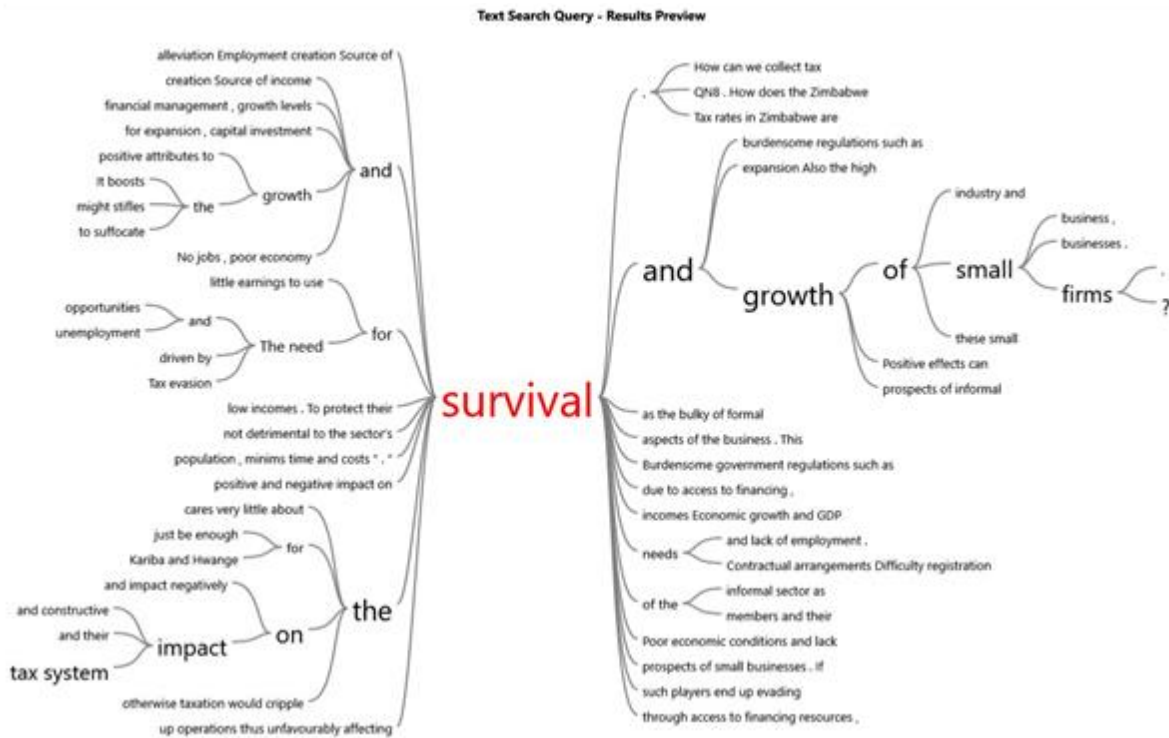 Text Search Query - Results Preview
alleviation Employment creation Source of
creation Source of income
financial management , growth levels
for expansion , capital investment
positive attributes to
It boosts
might stifles
to suffocate
the
growth
No jobs , poor economy
and
little earnings to use
opportunities
unemployment
and
driven by
Tax evasion
The need
for
low incomes . To protect their
not detrimental to the sector's
population , minims time and costs " . "
positive and negative impact on
cares very little about
just be enough
Kariba and Hwange
for
and impact negatively
and constructive
and their
tax system
impact
on
the
otherwise taxation would cripple
up operations thus unfavourably affecting
survival
.
How can we collect tax
QN8 . How does the Zimbabwe
Tax rates in Zimbabwe are
and
burdensome regulations such as
expansion Also the high
growth
of
industry and
small
business ,
businesses .
firms
.
?
these small
Positive effects can
prospects of informal
as the bulky of formal
aspects of the business . This
Burdensome government regulations such as
due to access to financing ,
incomes Economic growth and GDP
needs
and lack of employment .
Contractual arrangements Difficulty registration
of the
informal sector as
members and their
Poor economic conditions and lack
prospects of small businesses . If
such players end up evading
through access to financing resources ,